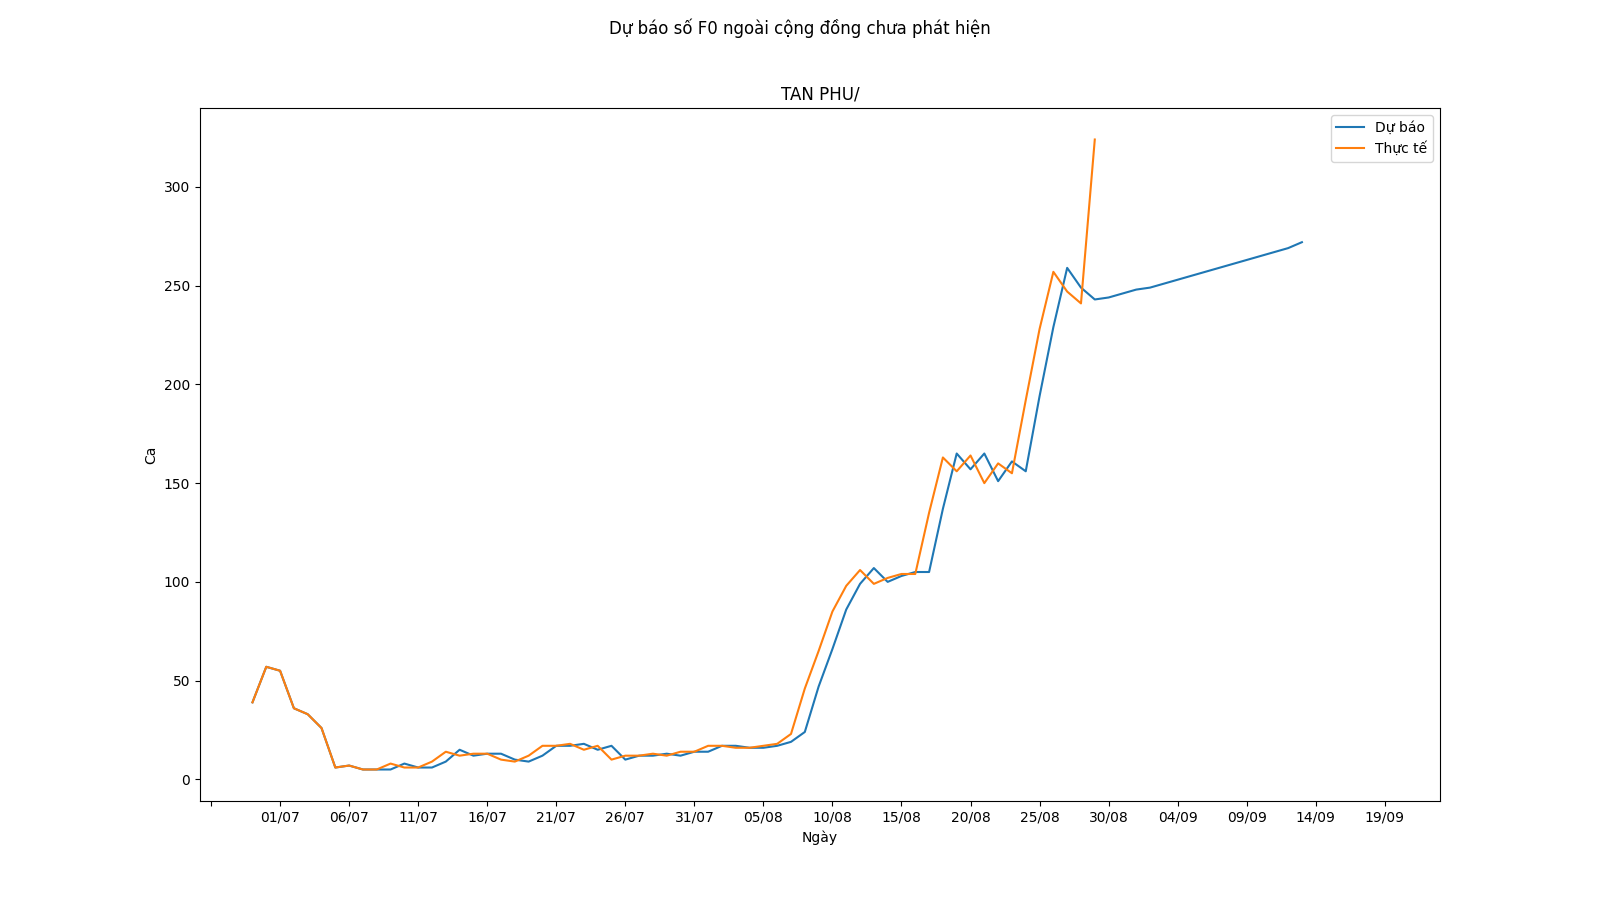 Dự báo số F0 ngoài cộng đồng chưa phát hiện
TAN PHU/
Dự báo
Thực tế
300
250
200
150
100
50
0
Ca
01/07 06/07 11/07 16/07 21/07 26/07 31/07 05/08 10/08 15/08 20/08 25/08 30/08 04/09 09/09 14/09 19/09
Ngày